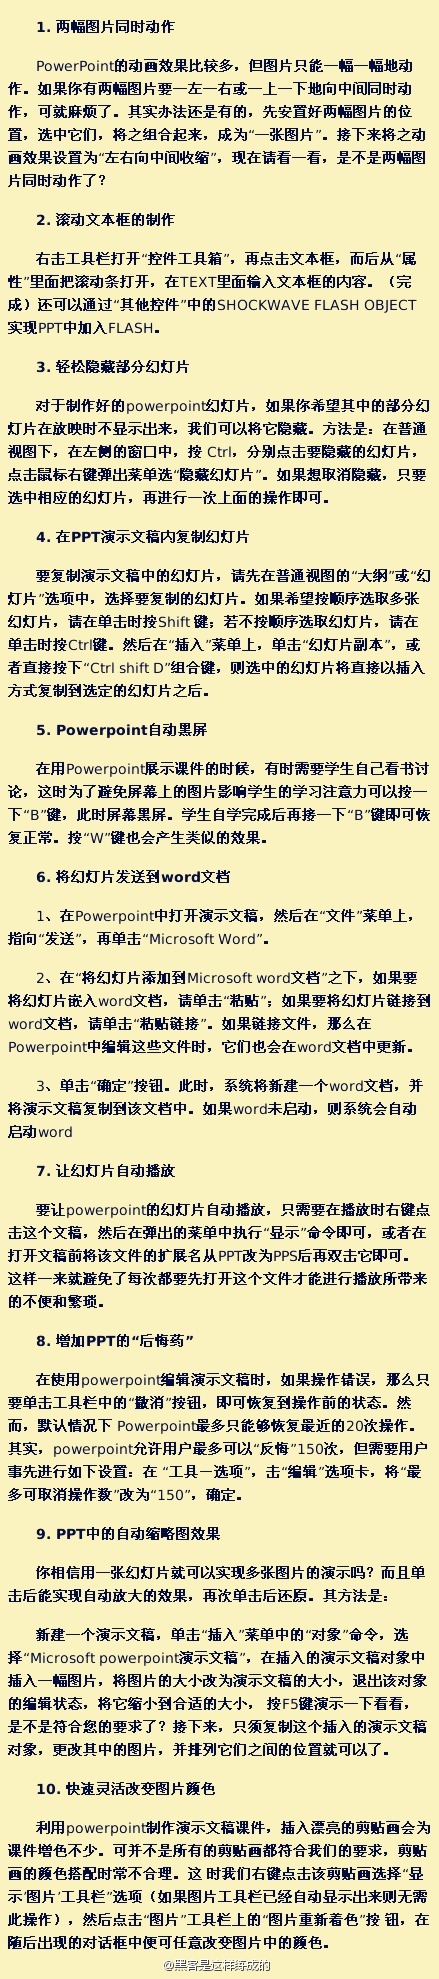 1. 两幅图片同时动作
PowerPoint的动画效果比较多，但图片只能一幅一幅地动
作。如果你有两幅图片要一左一右或一上一下地向中间同时动
作，可就麻烦了。其实办法还是有的，先安置好两幅图片的位
置，选中它们，将之组合起来，成为“一张图片”。接下来将之动
画效果设置为“左右向中间收缩”，现在请看一看，是不是两幅图
片同时动作了？
2. 滚动文本框的制作
右击工具栏打开“控件工具箱”，再点击文本框，而后从“属
性”里面把滚动条打开，在TEXT里面输入文本框的内容。（完
成）还可以通过“其他控件”中的SHOCKWAVE FLASH OBJECT
实现PPT中加入FLASH。
3. 轻松隐藏部分幻灯片
对于制作好的powerpoint幻灯片，如果你希望其中的部分幻
灯片在放映时不显示出来，我们可以将它隐藏。方法是：在普通
视图下，在左侧的窗口中，按 Ctrl，分别点击要隐藏的幻灯片，
点击鼠标右键弹出菜单选“隐藏幻灯片”。如果想取消隐藏，只要
选中相应的幻灯片，再进行一次上面的操作即可。
4. 在PPT演示文稿内复制幻灯片
要复制演示文稿中的幻灯片，请先在普通视图的“大纲”或“幻
灯片”选项中，选择要复制的幻灯片。如果希望按顺序选取多张
幻灯片，请在单击时按Shift 键；若不按顺序选取幻灯片，请在
单击时按Ctrl键。然后在“插入”菜单上，单击“幻灯片副本”，或
者直接按下“Ctrl shift D”组合键，则选中的幻灯片将直接以插入
方式复制到选定的幻灯片之后。
5. Powerpoint自动黑屏
在用Powerpoint展示课件的时候，有时需要学生自己看书讨
论，这时为了避免屏幕上的图片影响学生的学习注意力可以按一
下“B”键，此时屏幕黑屏。学生自学完成后再接一下“B”键即可恢
复正常。按“W”键也会产生类似的效果。
6. 将幻灯片发送到word文档
1、在Powerpoint中打开演示文稿，然后在“文件”菜单上，
指向“发送”，再单击“Microsoft Word”。
2、在“将幻灯片添加到Microsoft word文档”之下，如果要
将幻灯片嵌入word文档，请单击“粘贴”；如果要将幻灯片链接到
word文档，请单击“粘贴链接”。如果链接文件，那么在
Powerpoint中编辑这些文件时，它们也会在word文档中更新。
3、单击“确定”按钮。此时，系统将新建一个word文档，并
将演示文稿复制到该文档中。如果word未启动，则系统会自动
启动word
7. 让幻灯片自动播放
要让powerpoint的幻灯片自动播放，只需要在播放时右键点
击这个文稿，然后在弹出的菜单中执行“显示”命令即可，或者在
打开文稿前将该文件的扩展名从PPT改为PPS后再双击它即可。
这样一来就避免了每次都要先打开这个文件才能进行播放所带来
的不便和繁琐。
8. 增加PPT的“后悔药”
在使用powerpoint编辑演示文稿时，如果操作错误，那么只
要单击工具栏中的“撤消”按钮，即可恢复到操作前的状态。然
而，默认情况下 Powerpoint最多只能够恢复最近的20次操作。
其实，powerpoint允许用户最多可以“反悔”150次，但需要用户
事先进行如下设置：在 “工具－选项”，击“编辑”选项卡，将“最
多可取消操作数”改为“150”，确定。
9. PPT中的自动缩略图效果
你相信用一张幻灯片就可以实现多张图片的演示吗？而且单
击后能实现自动放大的效果，再次单击后还原。其方法是：
新建一个演示文稿，单击“插入”菜单中的“对象”命令，选
择“Microsoft powerpoint演示文稿”，在插入的演示文稿对象中
插入一幅图片，将图片的大小改为演示文稿的大小，退出该对象
的编辑状态，将它缩小到合适的大小， 按F5键演示一下看看，
是不是符合您的要求了？接下来，只须复制这个插入的演示文稿
对象，更改其中的图片，并排列它们之间的位置就可以了。
10. 快速灵活改变图片颜色
利用powerpoint制作演示文稿课件，插入漂亮的剪贴画会为
课件增色不少。可并不是所有的剪贴画都符合我们的要求，剪贴
画的颜色搭配时常不合理。这 时我们右键点击该剪贴画选择“显
示‘图片’工具栏”选项（如果图片工具栏已经自动显示出来则无需
此操作），然后点击“图片”工具栏上的“图片重新着色”按 钮，在
随后出现的对话框中便可任意改变图片中的颜色。
@黑客是这样练成的